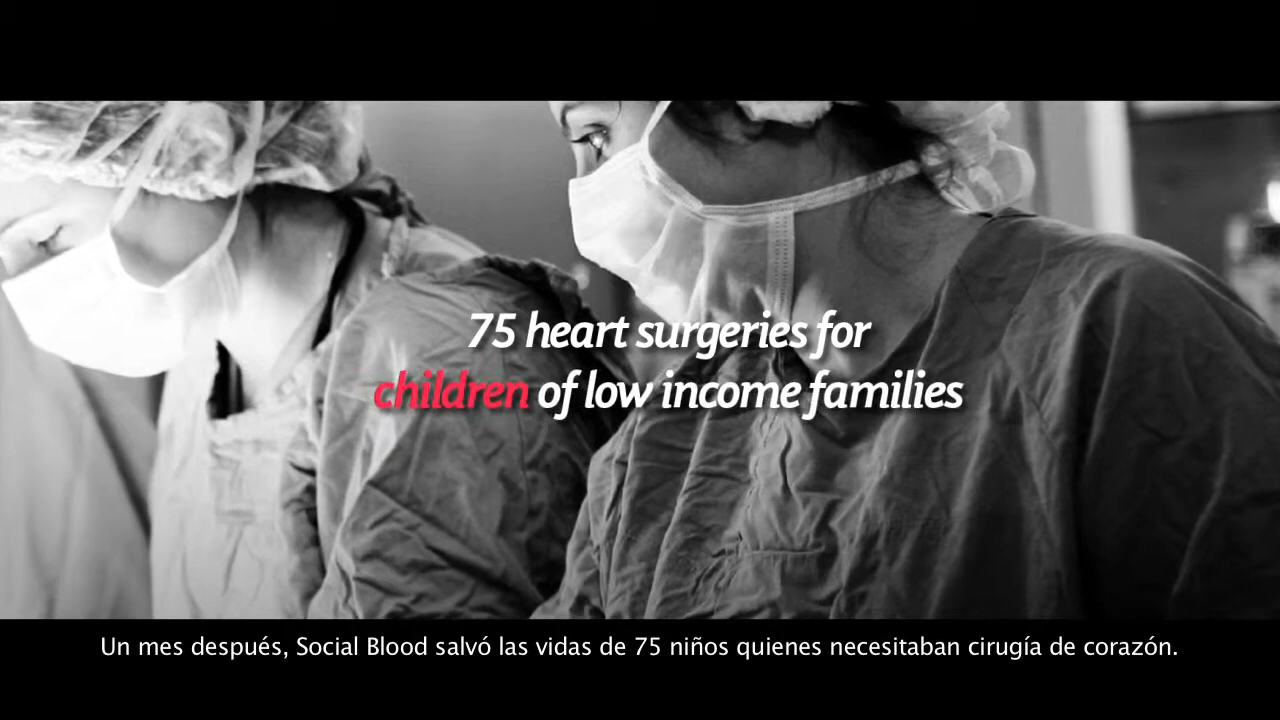 75 heart surgeries for
children of low income families
Un mes después, Social Blood salvó las vidas de 75 niños quienes necesitaban cirugía de corazón.